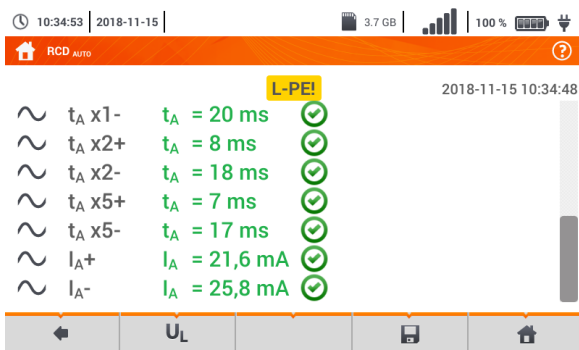 10:34:53 2018-11-15 3.7 GB 100 %
RCD AUTO ?
L-PE! 2018-11-15 10:34:48
tA x1- tA = 20 ms
tA x2+ tA = 8 ms
tA x2- tA = 18 ms
tA x5+ tA = 7 ms
tA x5- tA = 17 ms
IA+ IA = 21,6 mA
IA- IA = 25,8 mA
UL